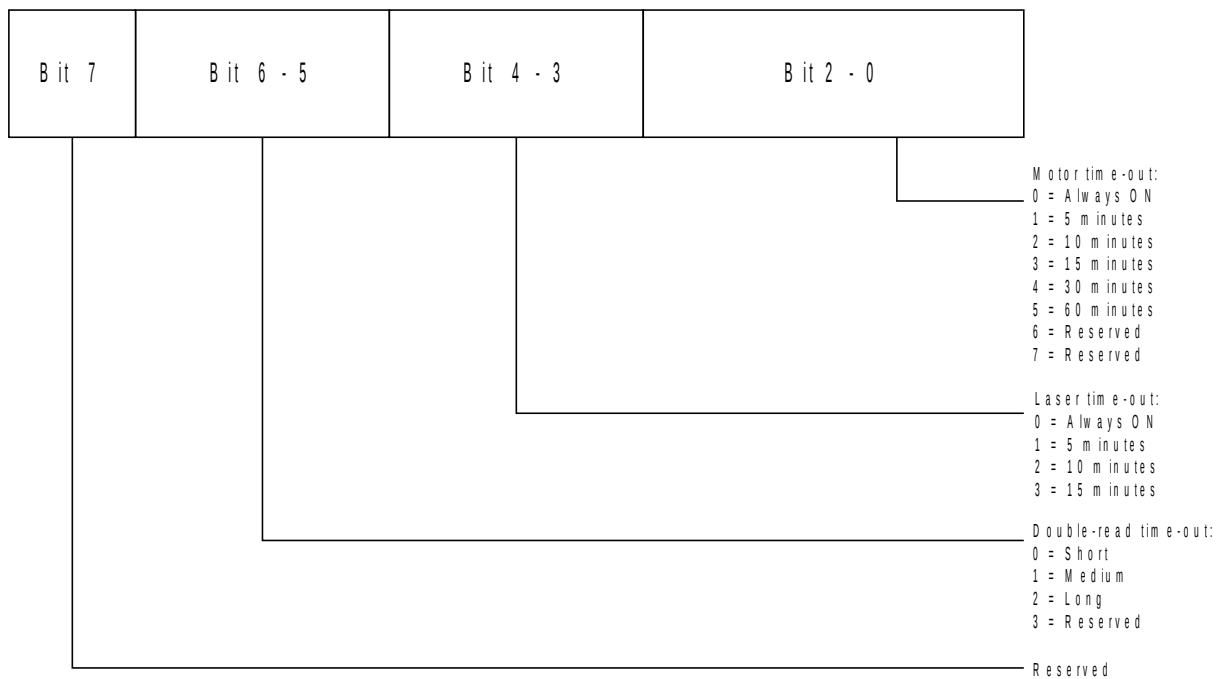 Bit 7 Bit 6 - 5 Bit 4 - 3 Bit2 - 0
Motor time-out:
0 = Always ON
1 = 5 minutes
2 = 10 minutes
3 = 15 minutes
4 = 30 minutes
5 = 60 minutes
6 = Reserved
7 = Reserved
Laser time-out:
0 = Always ON
1 = 5 minutes
2 = 10 minutes
3 = 15 minutes
Double-read time-out:
0 = Short
1 = Medium
2 = Long
3 = Reserved
Reserved